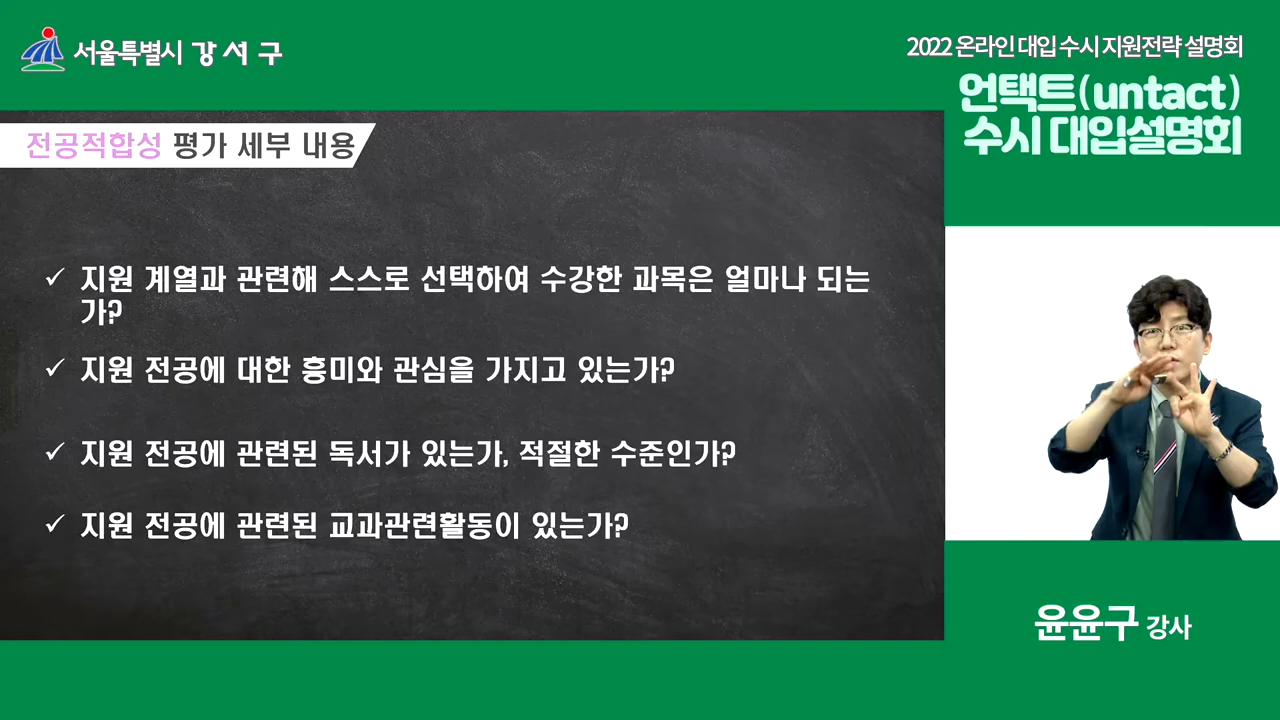 서울특별시 강서구
2022 온라인 대입 수시 지원전략 설명회
언택트(untact)
수시 대입설명회
전공적합성 평가 세부 내용
✓ 지원 계열과 관련해 스스로 선택하여 수강한 과목은 얼마나 되는
가?
✓ 지원 전공에 대한 흥미와 관심을 가지고 있는가?
✓ 지원 전공에 관련된 독서가 있는가, 적절한 수준인가?
✓ 지원 전공에 관련된 교과관련활동이 있는가?
윤윤구 강사